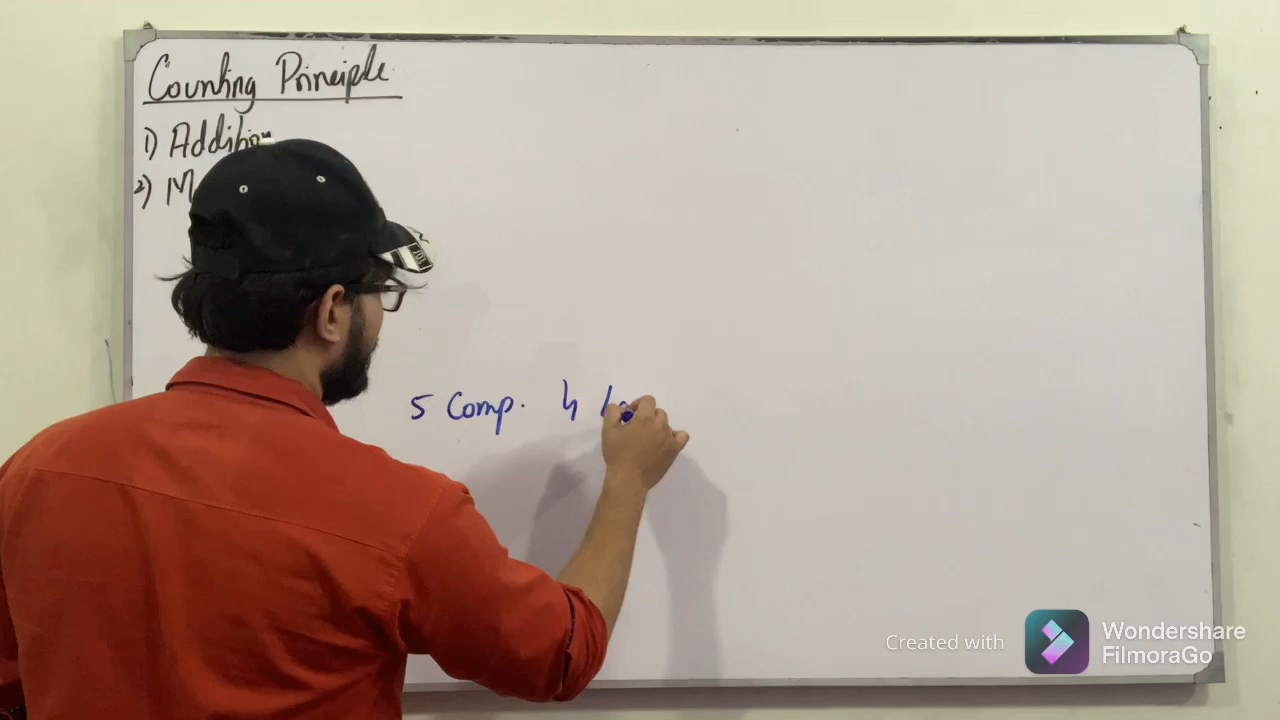 Counting Principle
1) Addition
2) M
5 Comp. 4
Created with Wondershare FilmoraGo